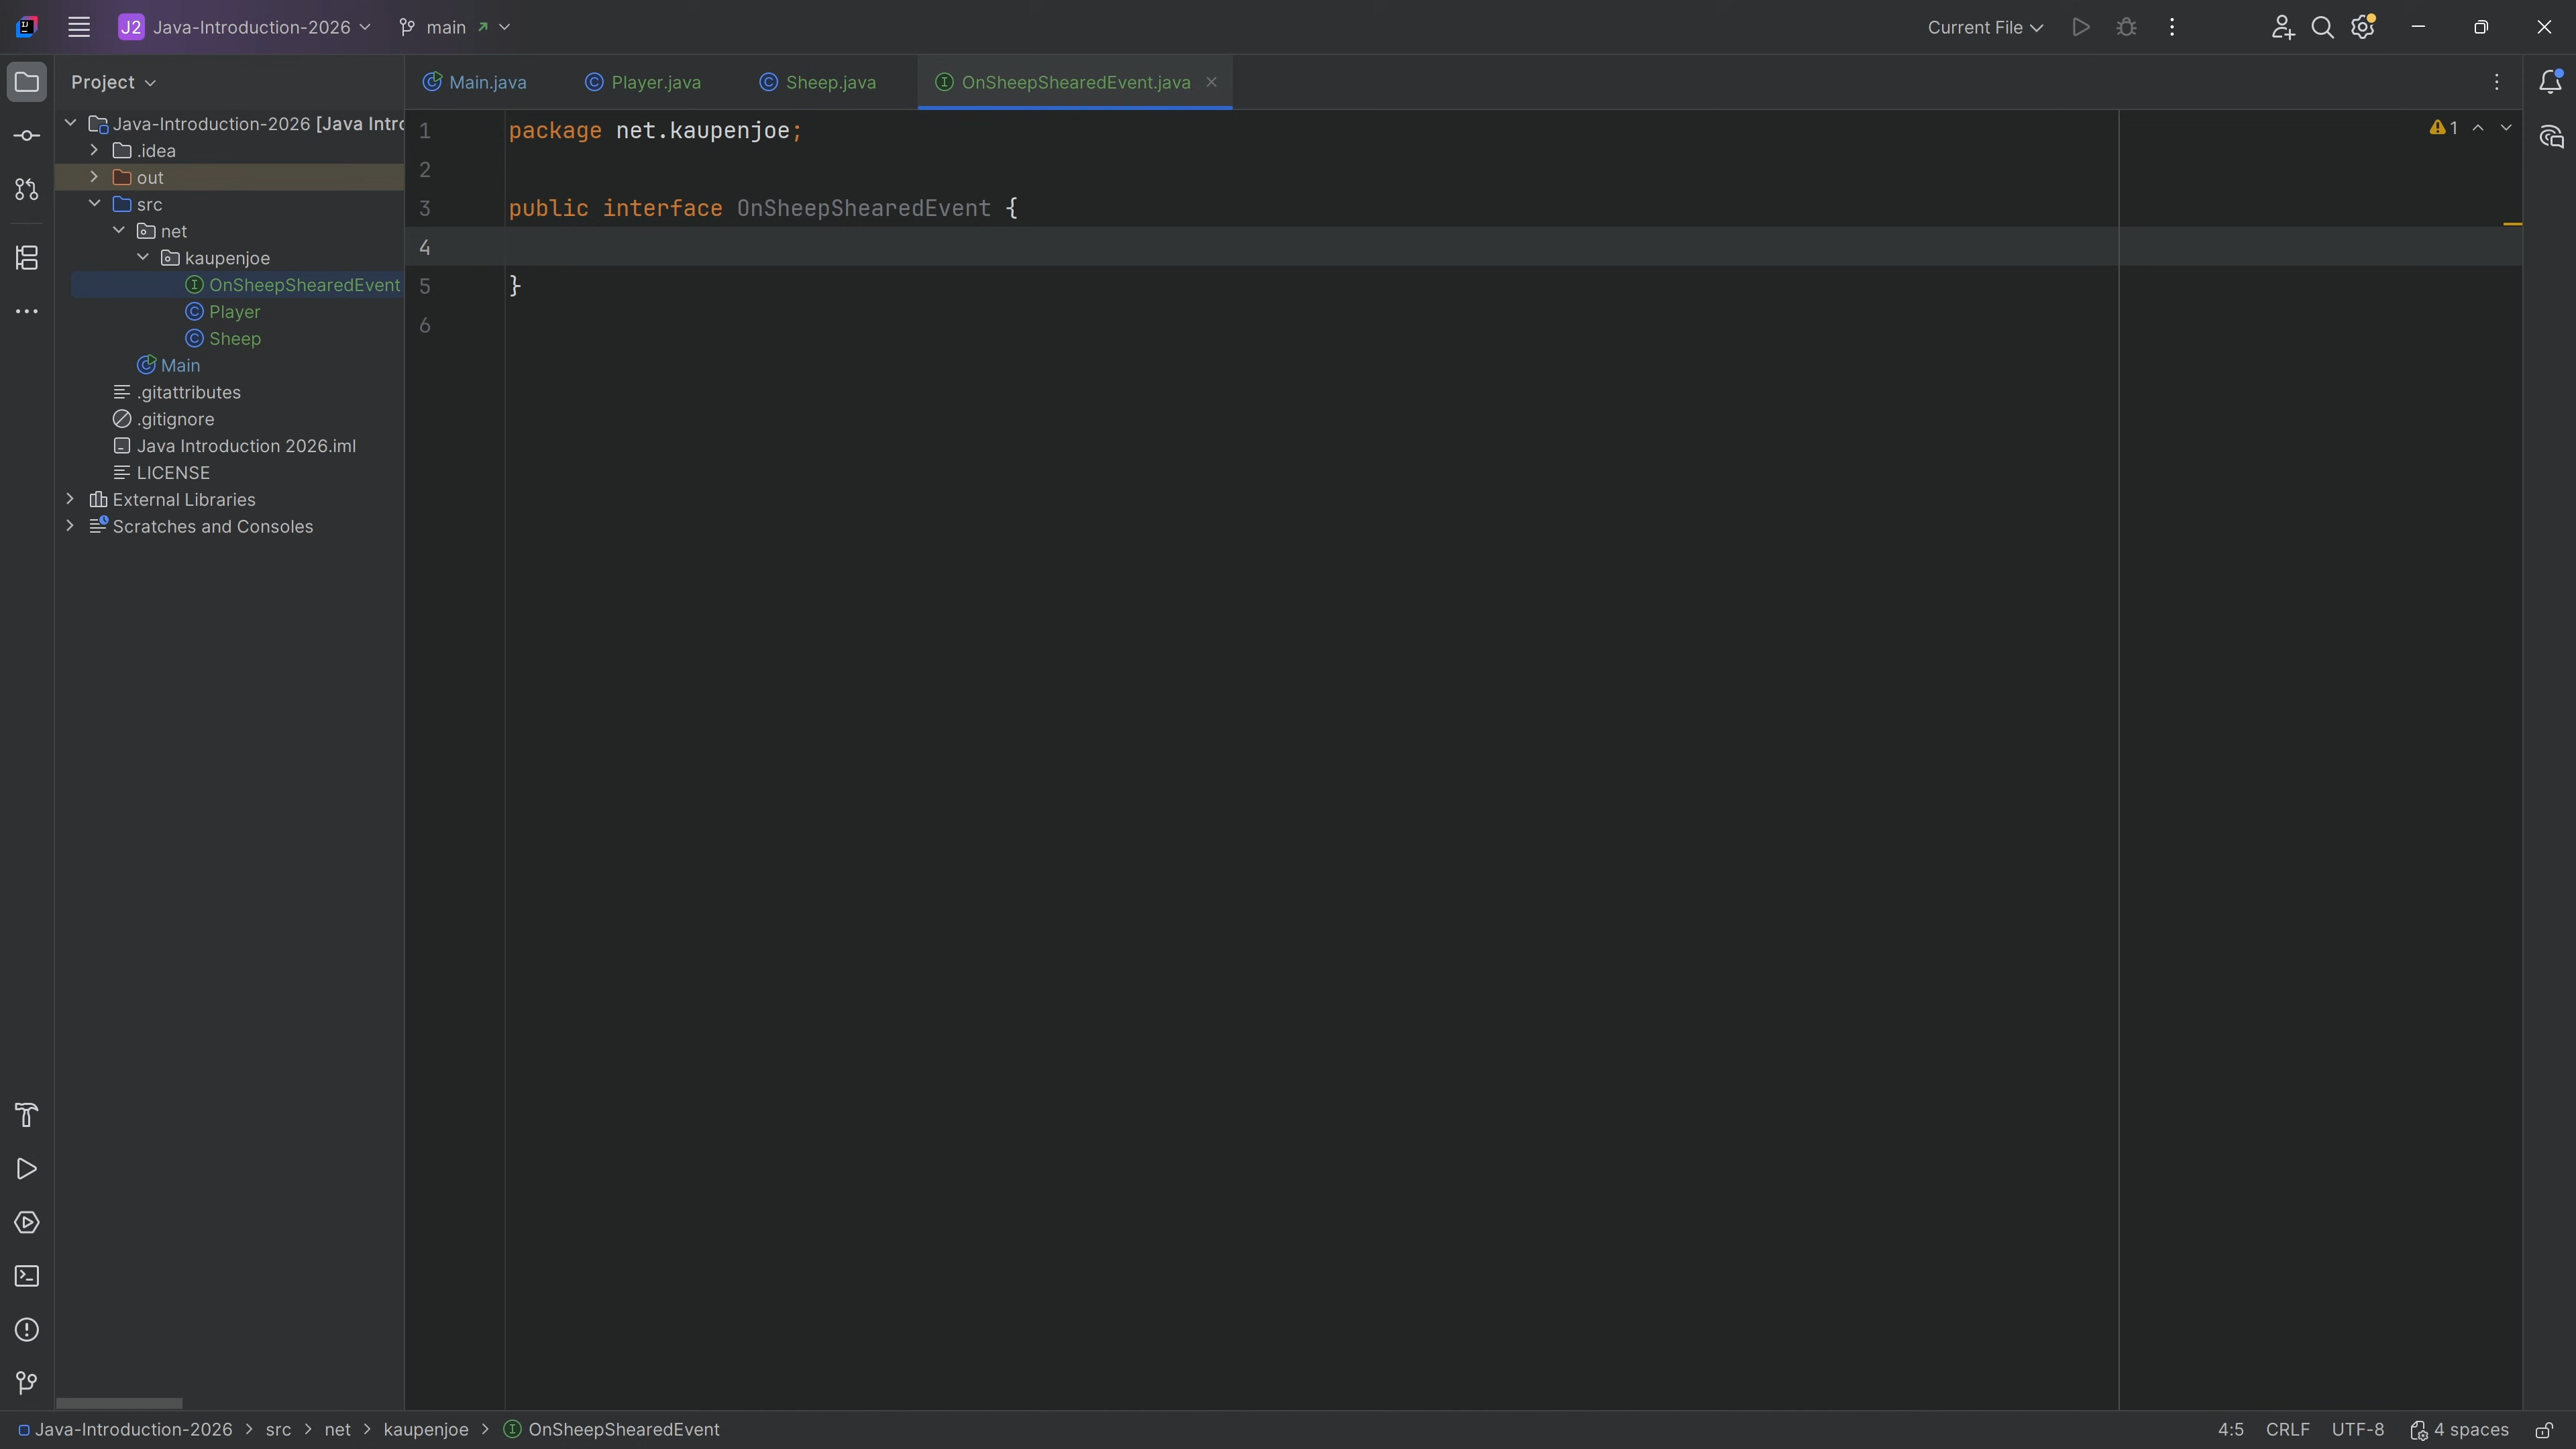 J2 Java-Introduction-2026 main
Current File
Project
Main.java Player.java Sheep.java OnSheepShearedEvent.java
Java-Introduction-2026 [Java Intr
.idea
out
src
net
kaupenjoe
OnSheepShearedEvent
Player
Sheep
Main
.gitattributes
.gitignore
Java Introduction 2026.iml
LICENSE
External Libraries
Scratches and Consoles
1 package net.kaupenjoe;
2
3 public interface OnSheepShearedEvent {
4
5 }
6
1
Java-Introduction-2026 > src > net > kaupenjoe > OnSheepShearedEvent
4:5 CRLF UTF-8 4 spaces